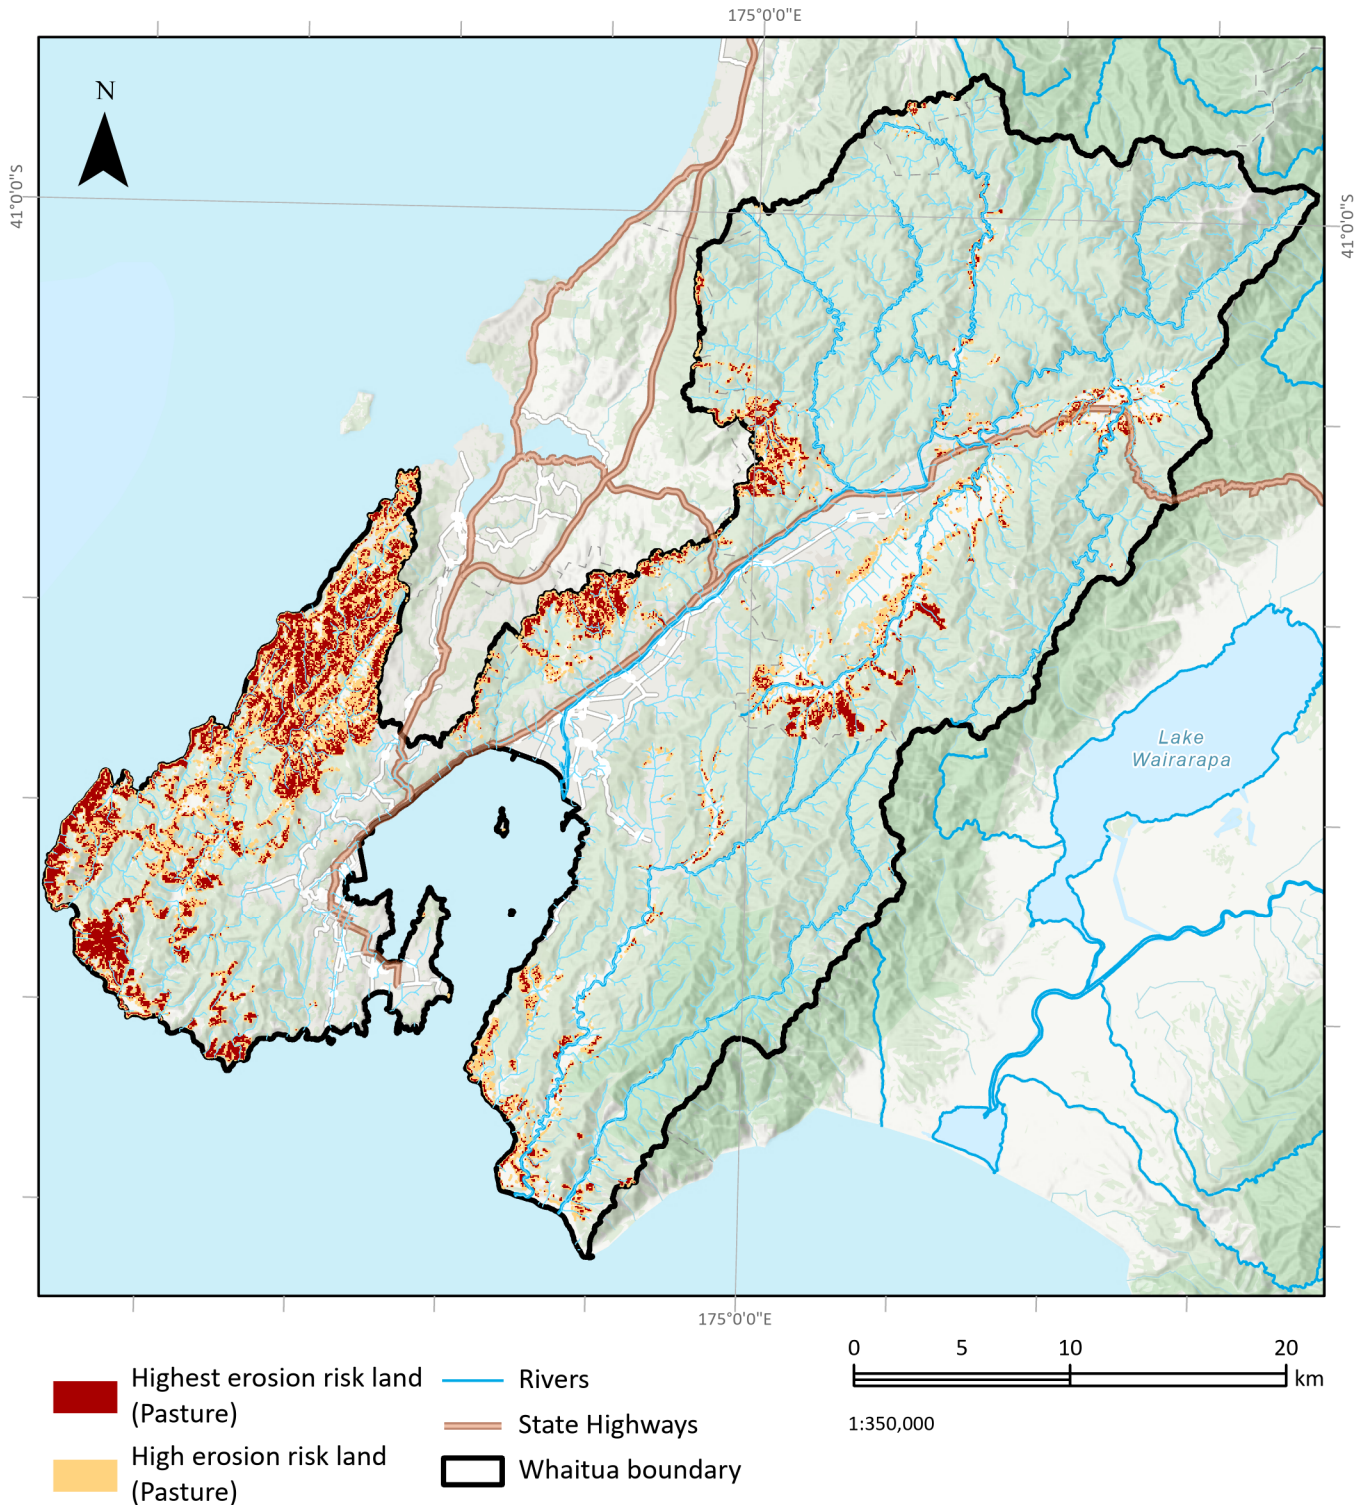 175°0'0"E
N
41°0'0"S
41°0'0"S
Lake
Wairarapa
175°0'0"E
Highest erosion risk land
(Pasture)
High erosion risk land
(Pasture)
Rivers
State Highways
Whaitua boundary
0 5 10 20
km
1:350,000